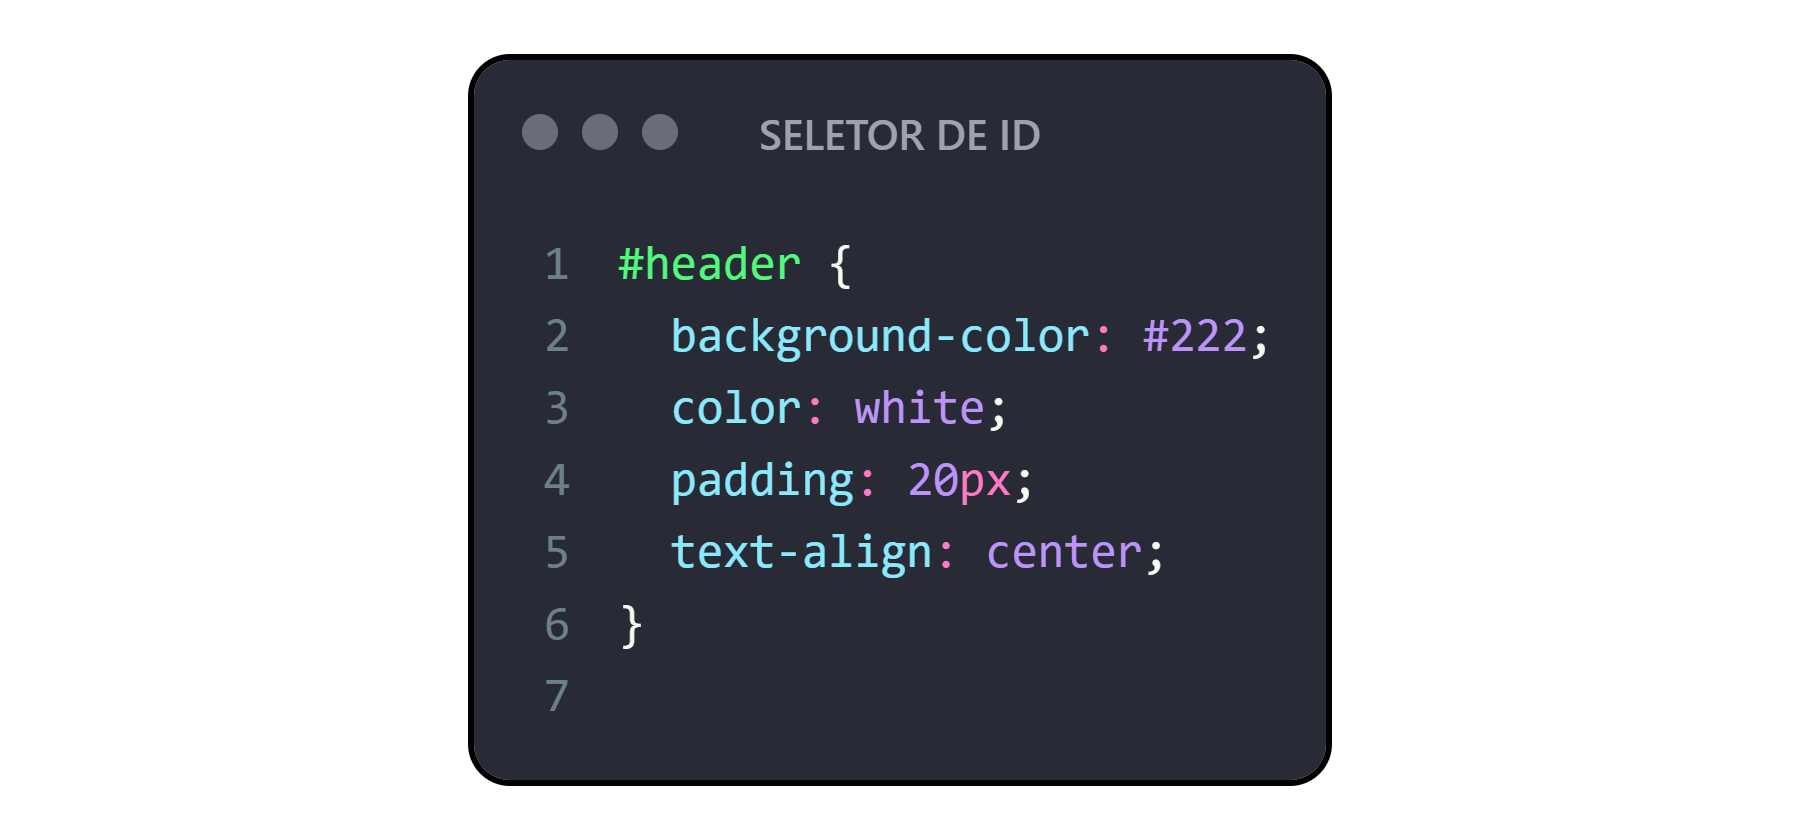 SELETOR DE ID
1 #header {
2   background-color: #222;
3   color: white;
4   padding: 20px;
5   text-align: center;
6 }
7